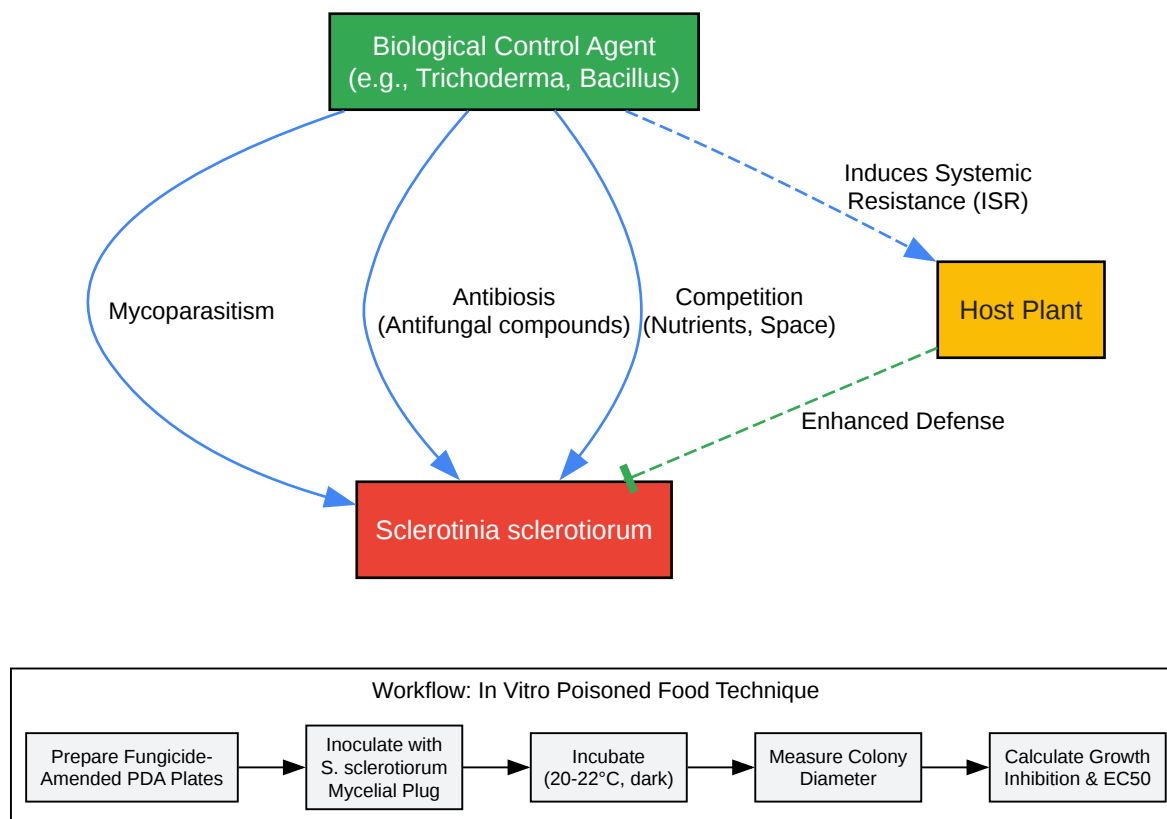 Biological Control Agent
(e.g., Trichoderma, Bacillus)
Induces Systemic
Resistance (ISR)
Mycoparasitism
Antibiosis
(Antifungal compounds)
Competition
(Nutrients, Space)
Host Plant
Enhanced Defense
Sclerotinia sclerotiorum
Workflow: In Vitro Poisoned Food Technique
Prepare Fungicide-
Amended PDA Plates
Inoculate with
S. sclerotiorum
Mycelial Plug
Incubate
(20-22°C, dark)
Measure Colony
Diameter
Calculate Growth
Inhibition & EC50